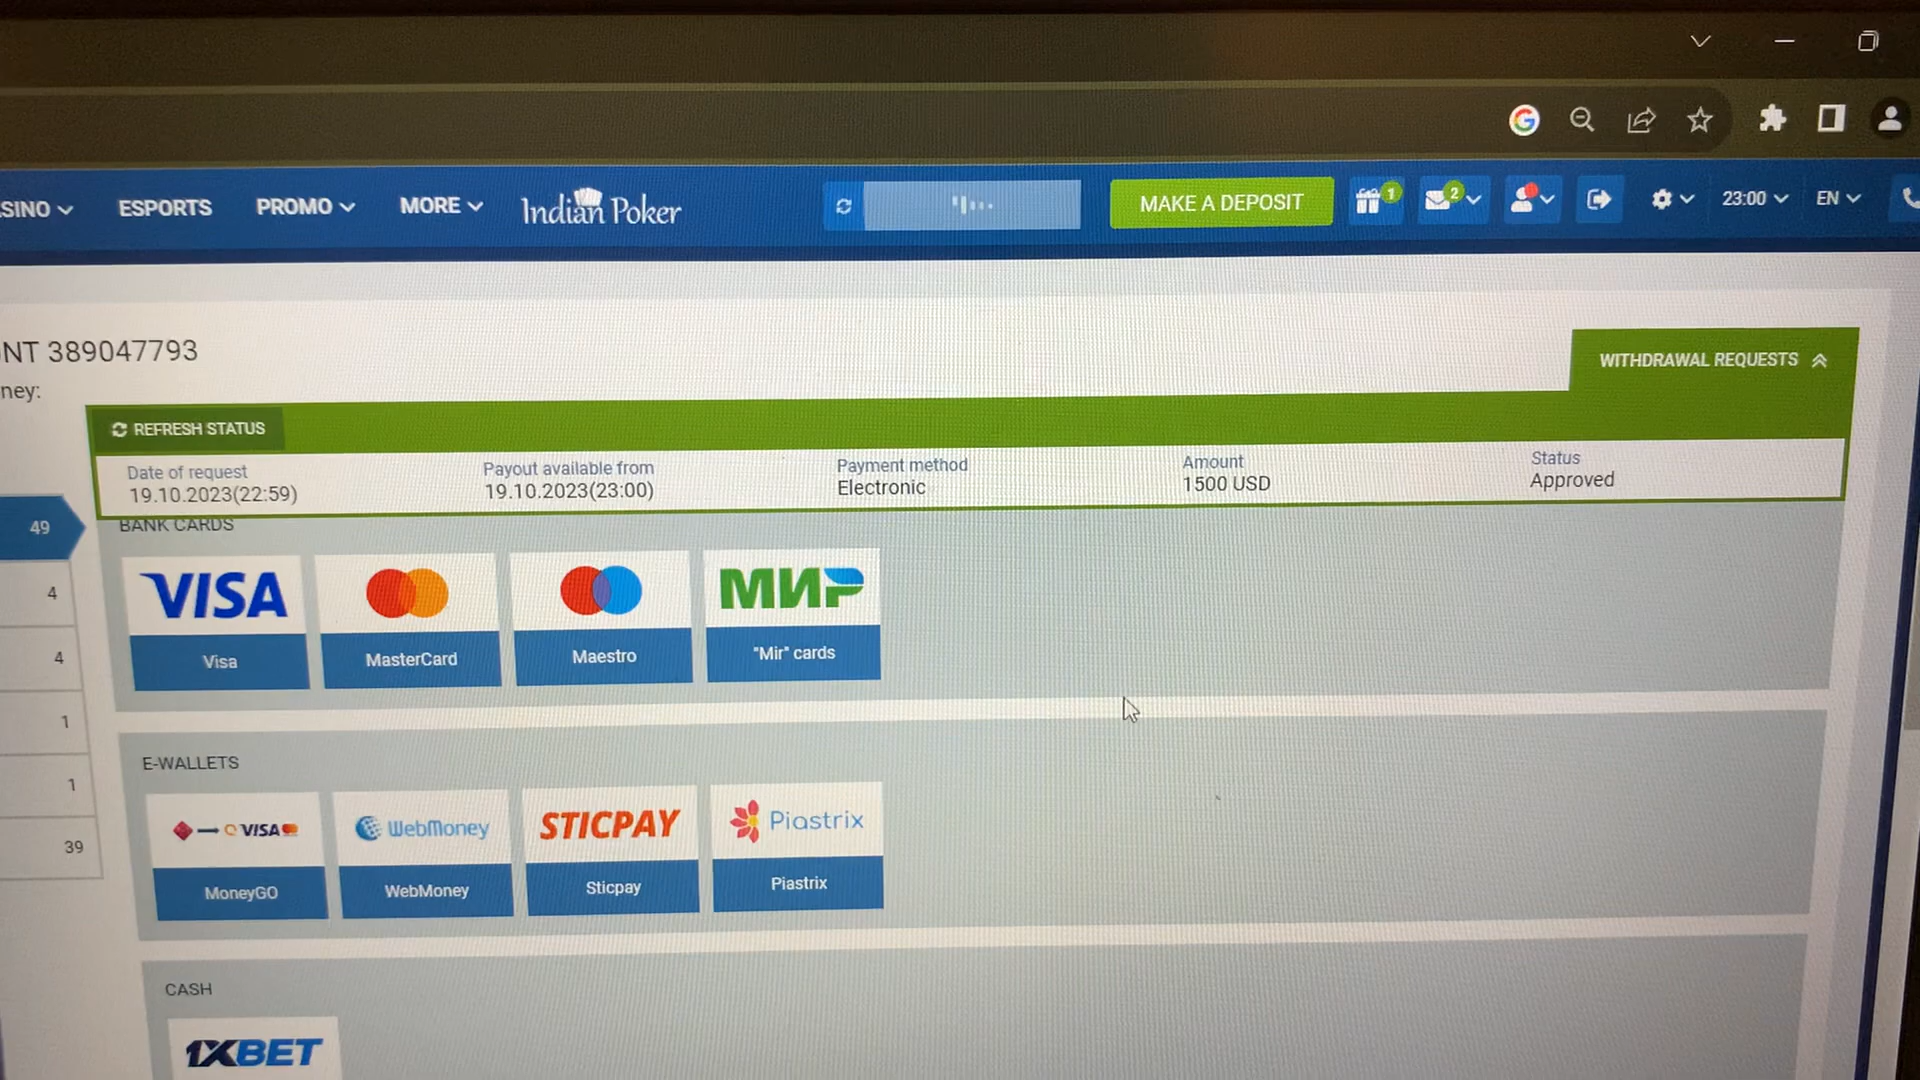 SINO ESPORTS PROMO MORE Indian Poker MAKE A DEPOSIT 1 2 23:00 EN
NT 389047793
ney:
WITHDRAWAL REQUESTS
REFRESH STATUS
Date of request Payout available from Payment method Amount Status
19.10.2023(22:59) 19.10.2023(23:00) Electronic 1500 USD Approved
49
4
4
1
1
39
BANK CARDS
VISA МИР
Visa MasterCard Maestro "Mir" cards
E-WALLETS
VISA WebMoney STICPAY Piastrix
MoneyGO WebMoney Sticpay Piastrix
CASH
1XBET